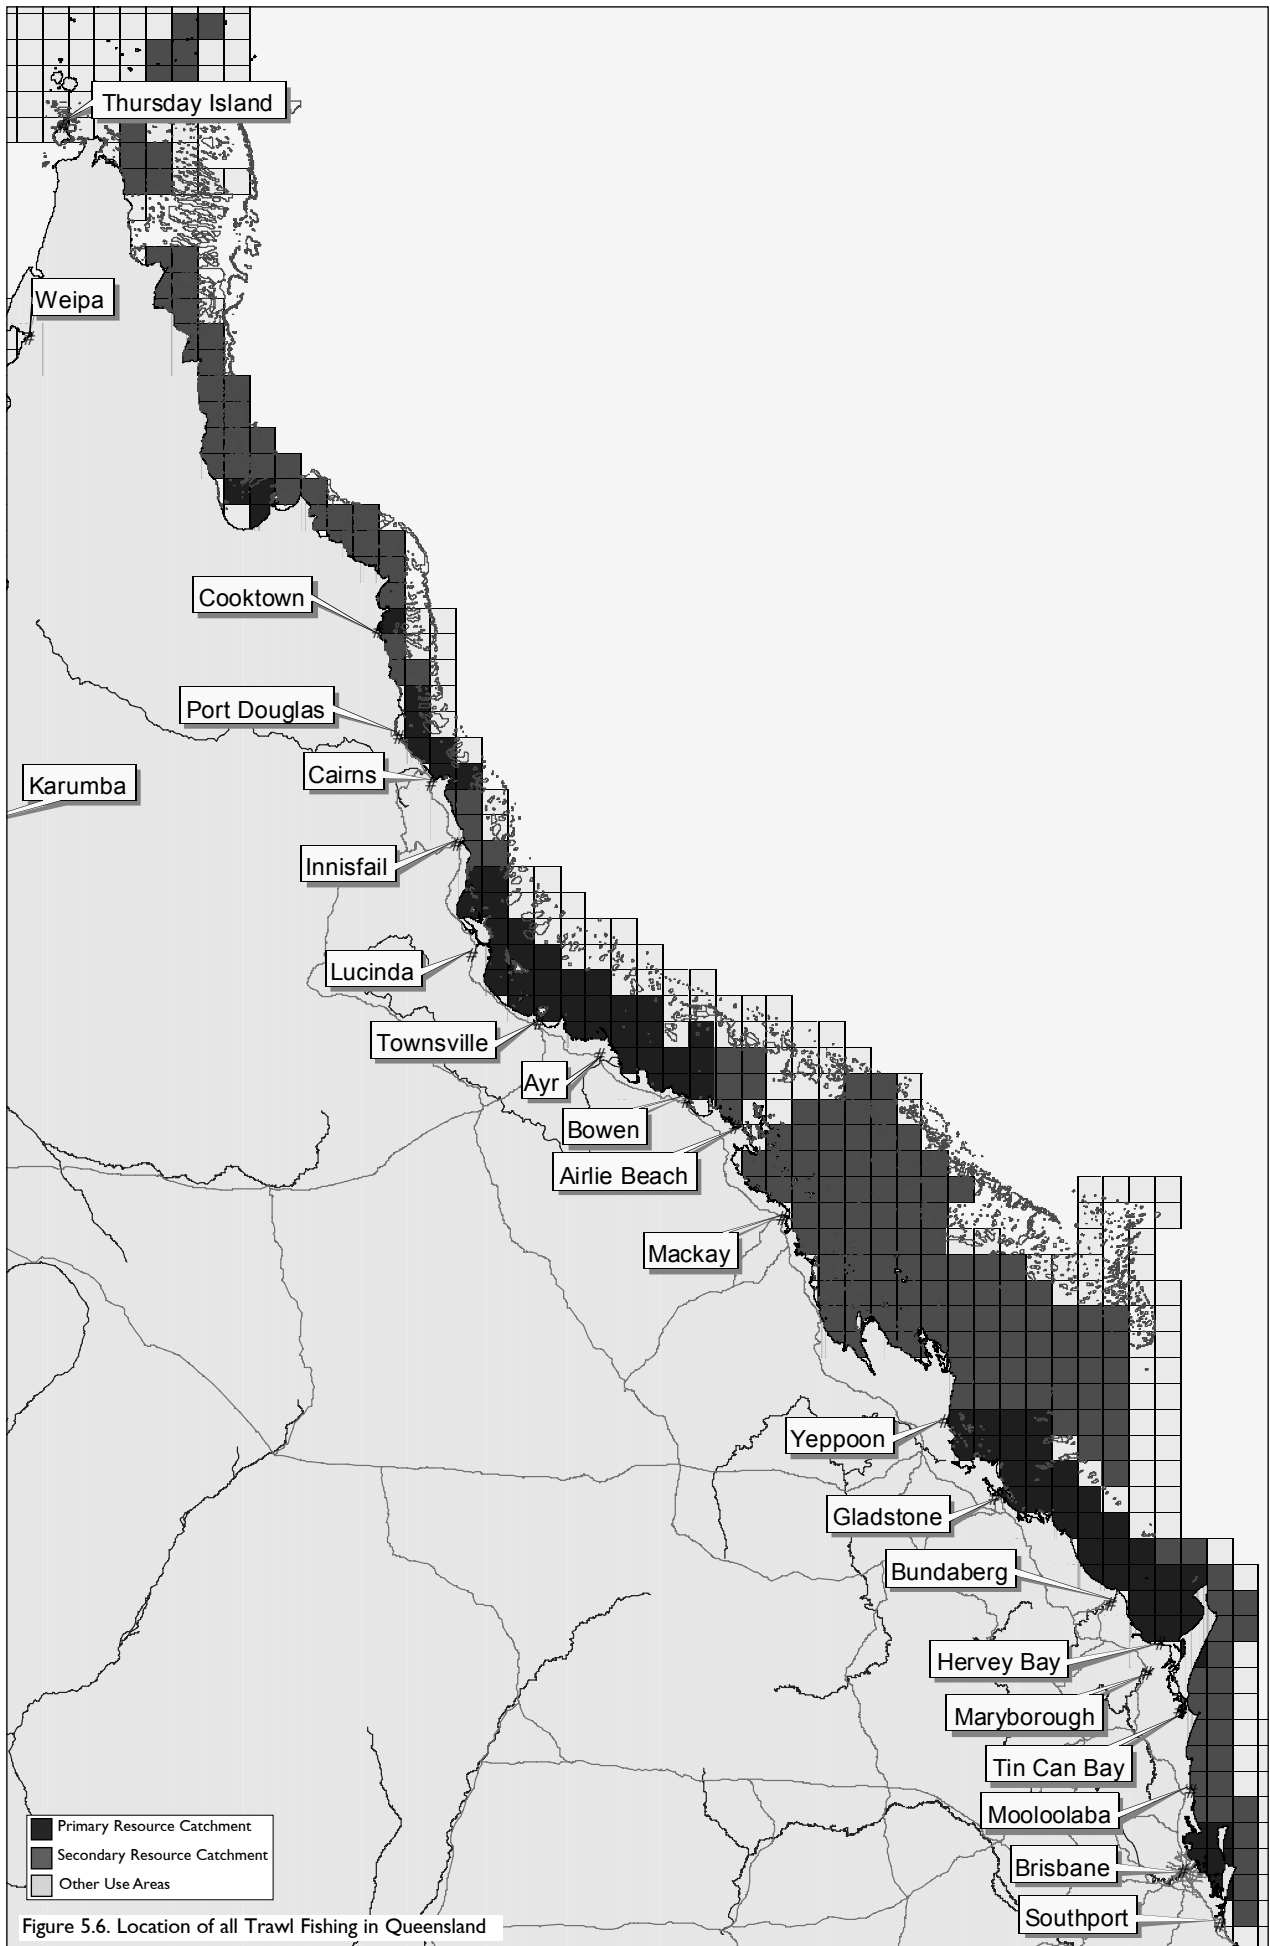 Thursday Island
Weipa
Cooktown
Port Douglas
Cairns
Karumba
Innisfail
Lucinda
Townsville
Ayr
Bowen
Airlie Beach
Mackay
Yeppoon
Gladstone
Bundaberg
Hervey Bay
Maryborough
Tin Can Bay
Mooloolaba
Brisbane
Southport
Primary Resource Catchment
Secondary Resource Catchment
Other Use Areas
Figure 5.6. Location of all Trawl Fishing in Queensland